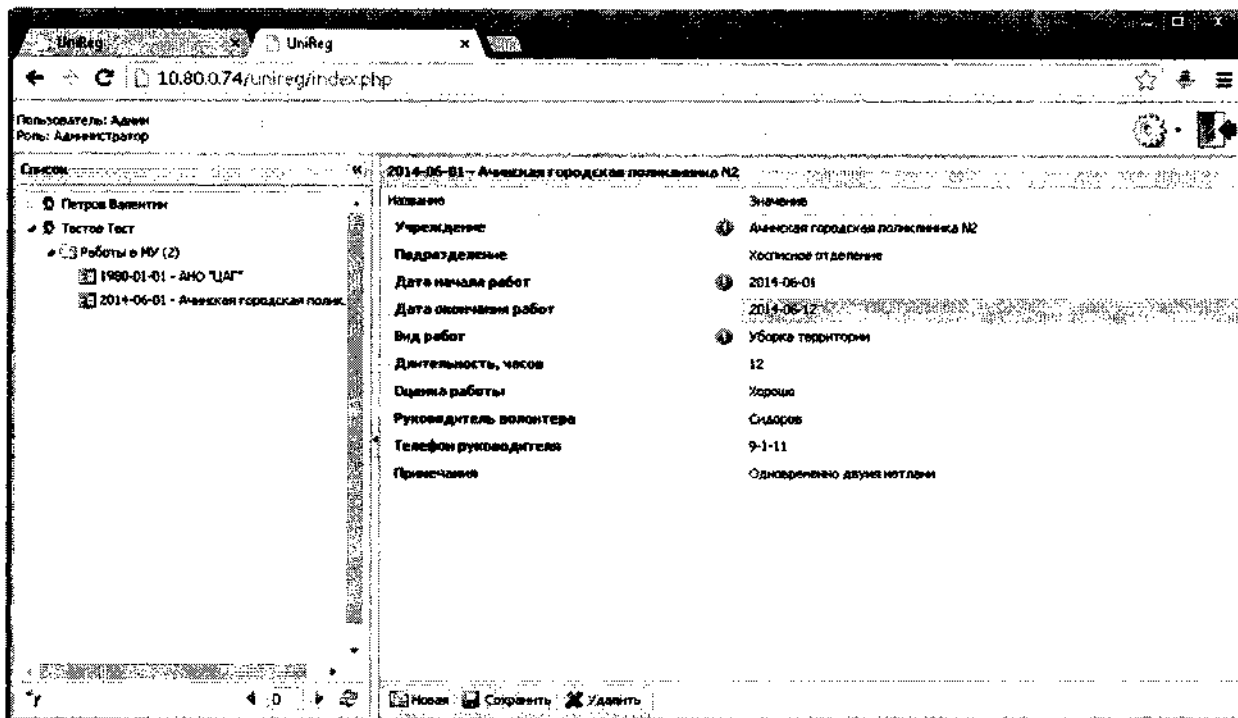 UniReg
UniReg
10.80.0.74/unireg/index.php
Пользователь: Админ
Роль: Администратор
Список
2014-06-01 - Ачинская городская поликлиника N2
Петров Валентин
Тестов Тест
Работы в МУ (2)
1980-01-01 - АНО "ЦАГ"
2014-06-01 - Ачинская городская полик
Название Значение
Учреждение Ачинская городская поликлиника N2
Подразделение Хосписное отделение
Дата начала работ 2014-06-01
Дата окончания работ 2014-06-12
Вид работ Уборка территории
Длительность, часов 12
Оценка работы Хорошо
Руководитель волонтера Сидоров
Телефон руководителя 9-1-11
Примечания Одновременно двумя метлами
0
Новая Сохранить Удалить